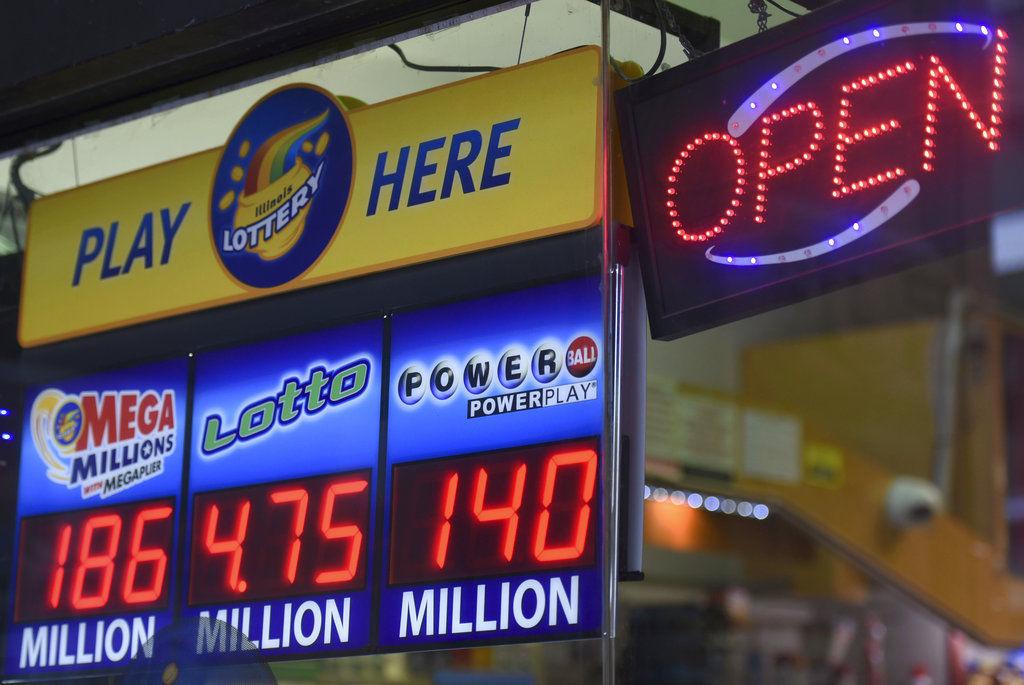 PLAY
Illinois
LOTTERY
HERE
OPEN
MEGA
MILLIONS
WITH MEGAPLIER
186
MILLION
Lotto
4.75
MILLION
POWER BALL
POWERPLAY®
140
MILLION